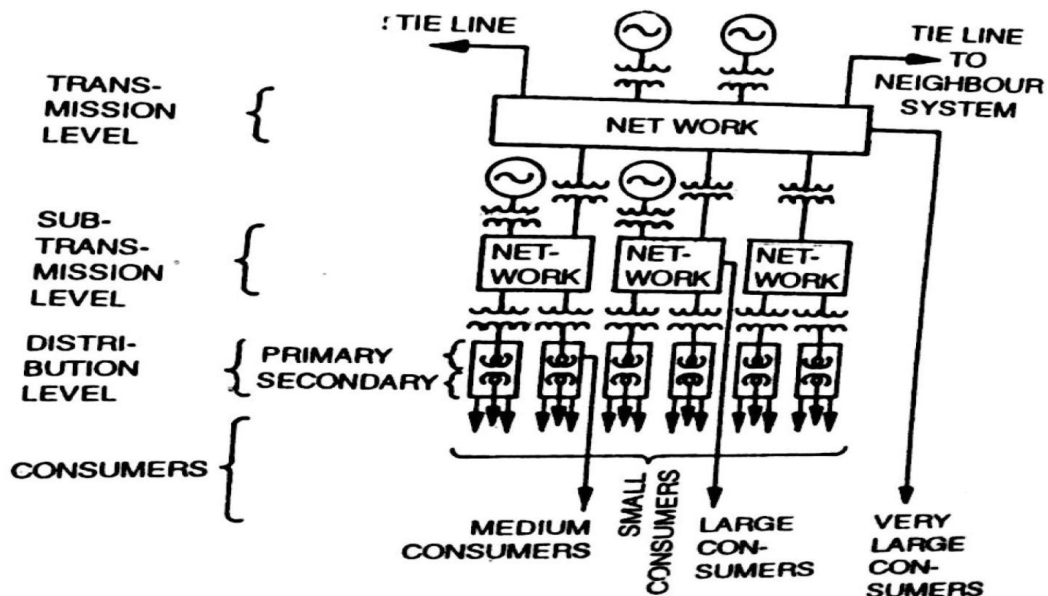 TIE LINE
TIE LINE
TO
NEIGHBOUR
SYSTEM
TRANS-
MISSION
LEVEL
NET WORK
SUB-
TRANS-
MISSION
LEVEL
NET-
WORK
NET-
WORK
NET-
WORK
DISTRI-
BUTION
LEVEL
PRIMARY
SECONDARY
CONSUMERS
MEDIUM
CONSUMERS
SMALL
CONSUMERS
LARGE
CON-
SUMERS
VERY
LARGE
CON-
SUMERS